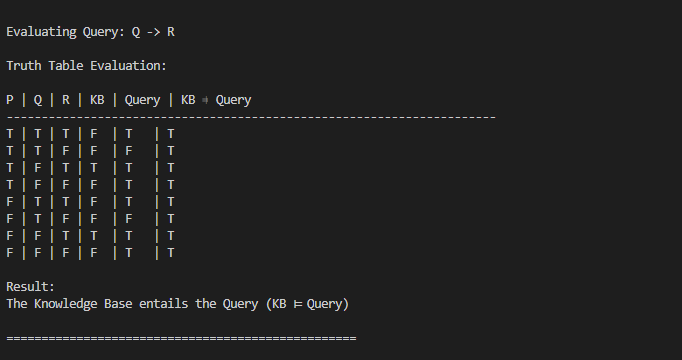 Evaluating Query: Q -> R
Truth Table Evaluation:
P | Q | R | KB | Query | KB ⊨ Query
----------------------------------------------------------------------
T | T | T | F | T | T
T | T | F | F | F | T
T | F | T | T | T | T
T | F | F | F | T | T
F | T | T | F | T | T
F | T | F | F | F | T
F | F | T | T | T | T
F | F | F | F | T | T
Result:
The Knowledge Base entails the Query (KB ⊨ Query)
==================================================